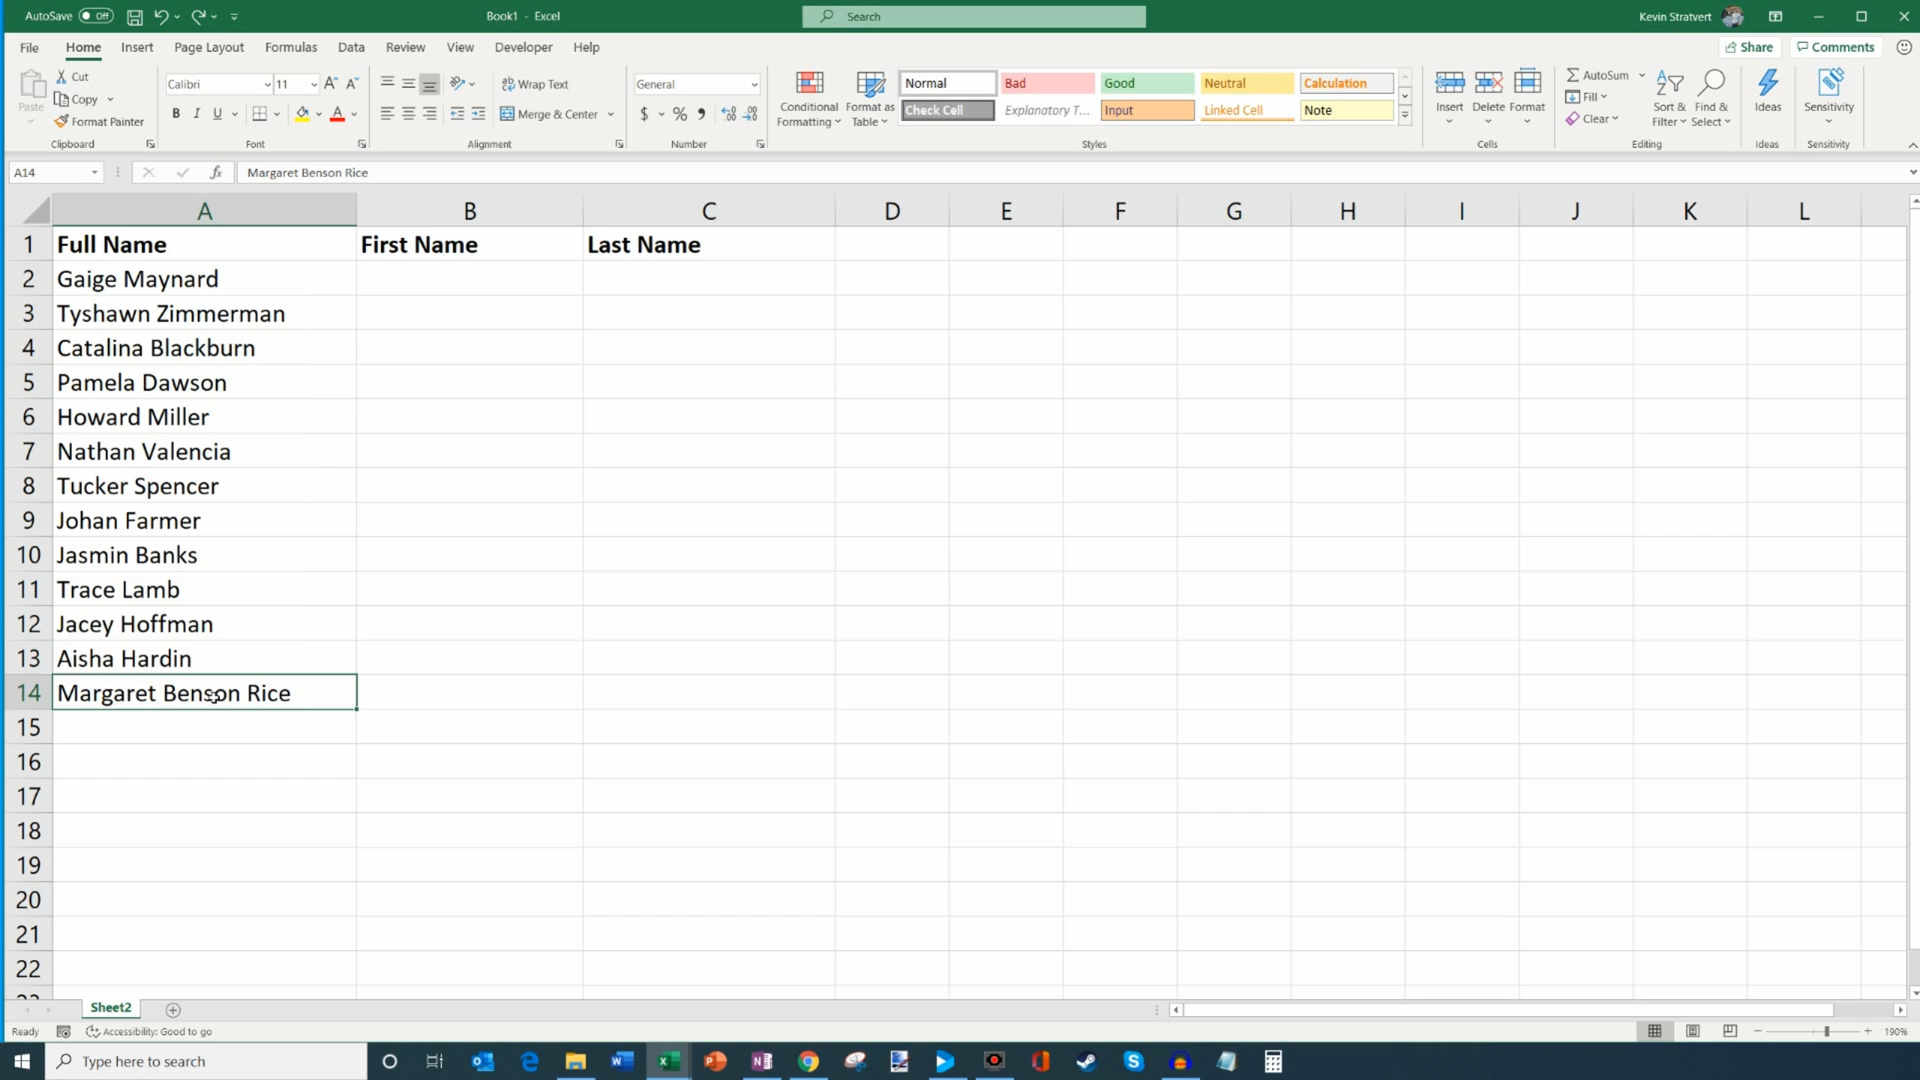 AutoSave Off Book1 - Excel Search Kevin Stratvert
File Home Insert Page Layout Formulas Data Review View Developer Help Share Comments
Paste Cut Copy Format Painter Clipboard
Calibri 11 B I U A Font
Wrap Text Merge & Center Alignment
General $ % Number
Conditional Formatting Format as Table
Normal Bad Good Neutral Calculation
Check Cell Explanatory T... Input Linked Cell Note
Styles
Insert Delete Format Cells
AutoSum Fill Clear Sort & Filter Find & Select Editing
Ideas Ideas
Sensitivity Sensitivity
A14 fx Margaret Benson Rice
A B C D E F G H I J K L
1 Full Name First Name Last Name
2 Gaige Maynard
3 Tyshawn Zimmerman
4 Catalina Blackburn
5 Pamela Dawson
6 Howard Miller
7 Nathan Valencia
8 Tucker Spencer
9 Johan Farmer
10 Jasmin Banks
11 Trace Lamb
12 Jacey Hoffman
13 Aisha Hardin
14 Margaret Benson Rice
15
16
17
18
19
20
21
22
Sheet2
Ready Accessibility: Good to go 190%
Type here to search